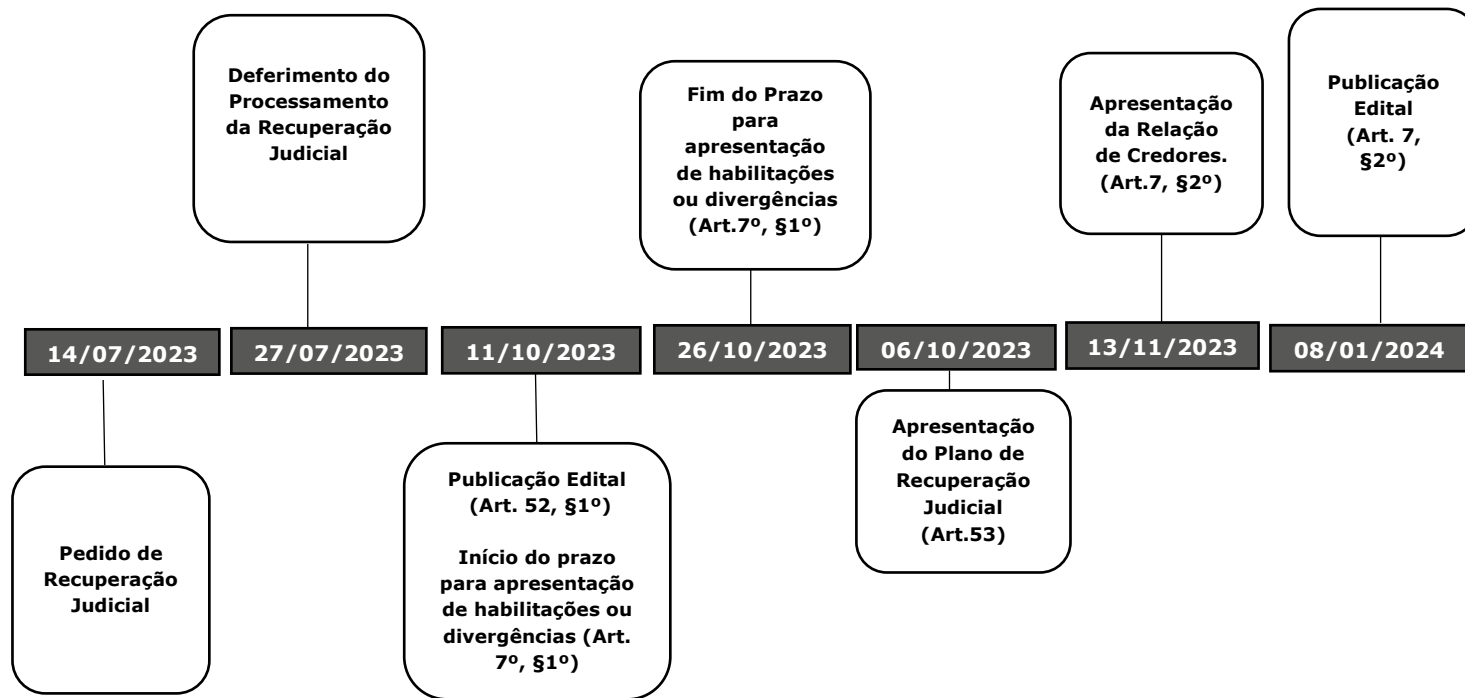 Deferimento do
Processamento
da Recuperação
Judicial
Fim do Prazo
para
apresentação
de habilitações
ou divergências
(Art.7º, §1º)
Apresentação
da Relação
de Credores.
(Art.7, §2º)
Publicação
Edital
(Art. 7,
§2º)
14/07/2023
27/07/2023
11/10/2023
26/10/2023
06/10/2023
13/11/2023
08/01/2024
Pedido de
Recuperação
Judicial
Publicação Edital
(Art. 52, §1º)
Início do prazo
para apresentação
de habilitações ou
divergências (Art.
7º, §1º)
Apresentação
do Plano de
Recuperação
Judicial
(Art.53)